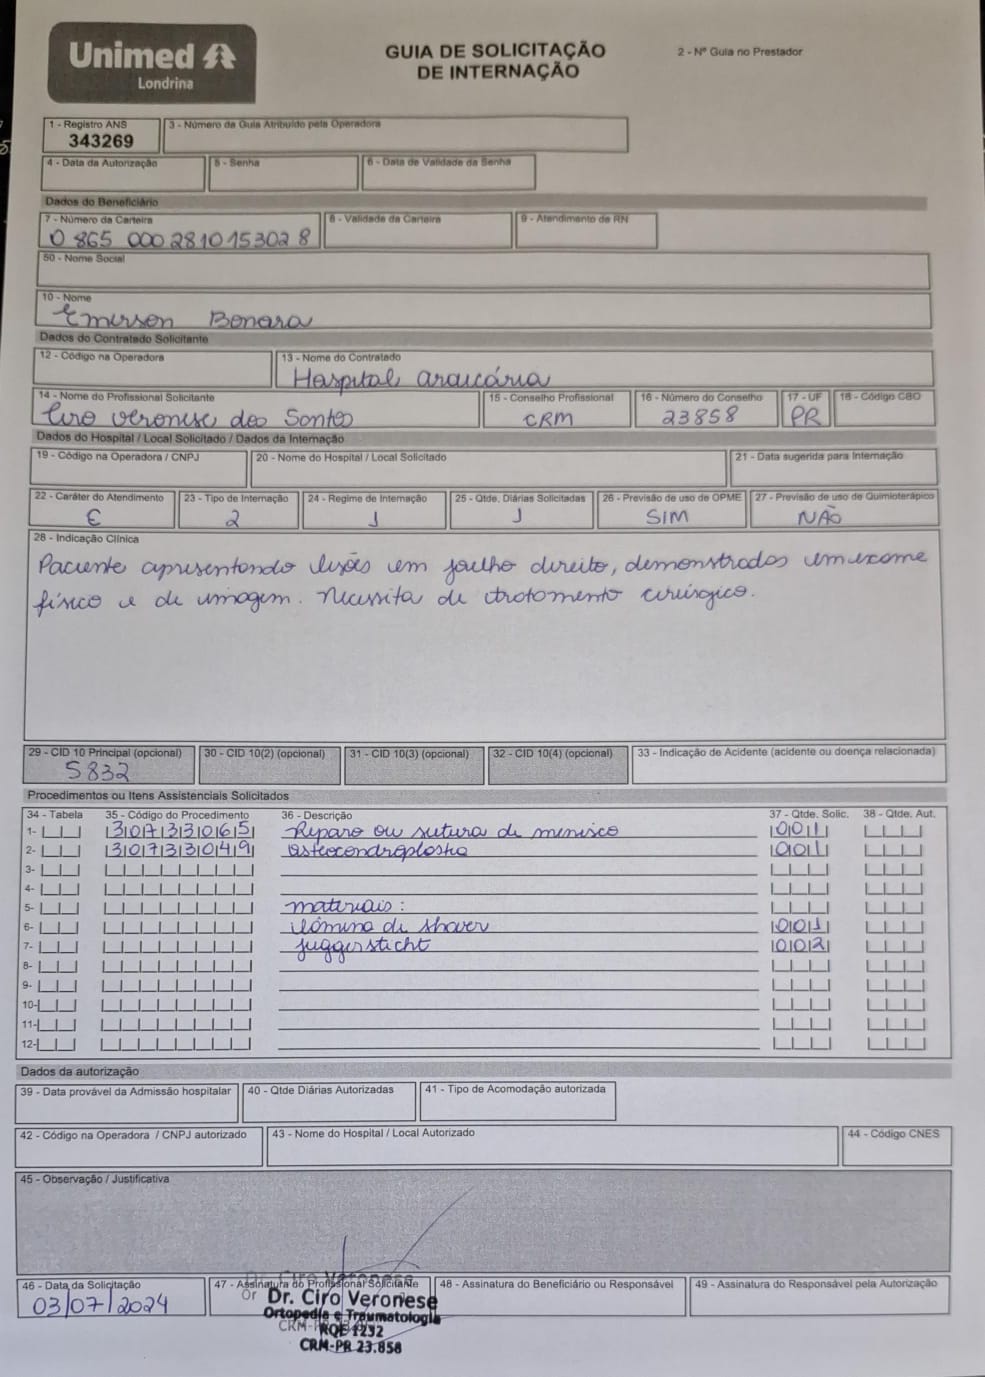 Unimed
Londrina
GUIA DE SOLICITAÇÃO
DE INTERNAÇÃO
2 - Nº Guia no Prestador
1 - Registro ANS
343269
3 - Número da Guia Atribuído pela Operadora
4 - Data da Autorização
5 - Senha
6 - Data de Validade da Senha
Dados do Beneficiário
7 - Número da Carteira
0 865 000 281015302 8
8 - Validade da Carteira
9 - Atendimento de RN
50 - Nome Social
10 - Nome
Emerson Bonara
Dados do Contratado Solicitante
12 - Código na Operadora
13 - Nome do Contratado
Hospital araucária
14 - Nome do Profissional Solicitante
Ciro Veronese dos Santos
15 - Conselho Profissional
CRM
16 - Número do Conselho
23858
17 - UF
PR
18 - Código CBO
Dados do Hospital / Local Solicitado / Dados da Internação
19 - Código na Operadora / CNPJ
20 - Nome do Hospital / Local Solicitado
21 - Data sugerida para Internação
22 - Caráter do Atendimento
E
23 - Tipo de Internação
2
24 - Regime de Internação
1
25 - Qtde. Diárias Solicitadas
1
26 - Previsão de uso de OPME
SIM
27 - Previsão de uso de Quimioterápico
NÃO
28 - Indicação Clínica
Paciente apresentando lesões em joelho direito, demonstrados em exame
físico e de imagem. Necessita de tratamento cirúrgico.
29 - CID 10 Principal (opcional)
S832
30 - CID 10(2) (opcional)
31 - CID 10(3) (opcional)
32 - CID 10(4) (opcional)
33 - Indicação de Acidente (acidente ou doença relacionada)
Procedimentos ou Itens Assistenciais Solicitados
34 - Tabela 35 - Código do Procedimento 36 - Descrição 37 - Qtde. Solic. 38 - Qtde. Aut.
1- 30733065 Reparo ou sutura de menisco 001
2- 30733049 Osteocondroplastia 001
3-
4-
5- materiais:
6- lâmina de shaver 001
7- juggersticht 002
8-
9-
10-
11-
12-
Dados da autorização
39 - Data provável da Admissão hospitalar
40 - Qtde Diárias Autorizadas
41 - Tipo de Acomodação autorizada
42 - Código na Operadora / CNPJ autorizado
43 - Nome do Hospital / Local Autorizado
44 - Código CNES
45 - Observação / Justificativa
46 - Data da Solicitação
03/07/2024
47 - Assinatura do Profissional Solicitante
Dr. Ciro Veronese
Ortopedia e Traumatologia
RQE 1232
CRM-PR 23.858
48 - Assinatura do Beneficiário ou Responsável
49 - Assinatura do Responsável pela Autorização